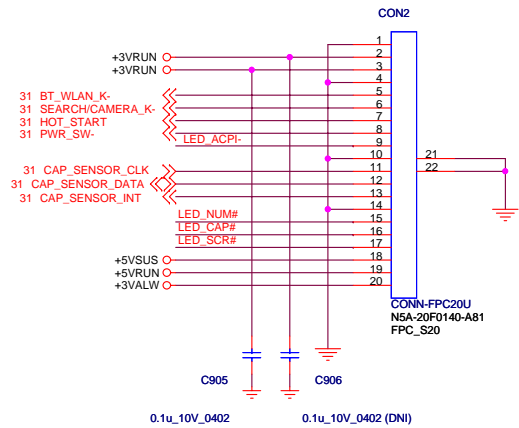 CON2
1
+3VRUN 2
+3VRUN 3
4
31 BT_WLAN_K- 5
31 SEARCH/CAMERA_K- 6
31 HOT_START 7
31 PWR_SW- 8
LED_ACPI- 9
10 21
31 CAP_SENSOR_CLK 11 22
31 CAP_SENSOR_DATA 12
31 CAP_SENSOR_INT 13
14
LED_NUM# 15
LED_CAP# 16
LED_SCR# 17
+5VSUS 18
+5VRUN 19
+3VALW 20
CONN-FPC20U
N5A-20F0140-A81
FPC_S20
C905 C906
0.1u_10V_0402 0.1u_10V_0402 (DNI)